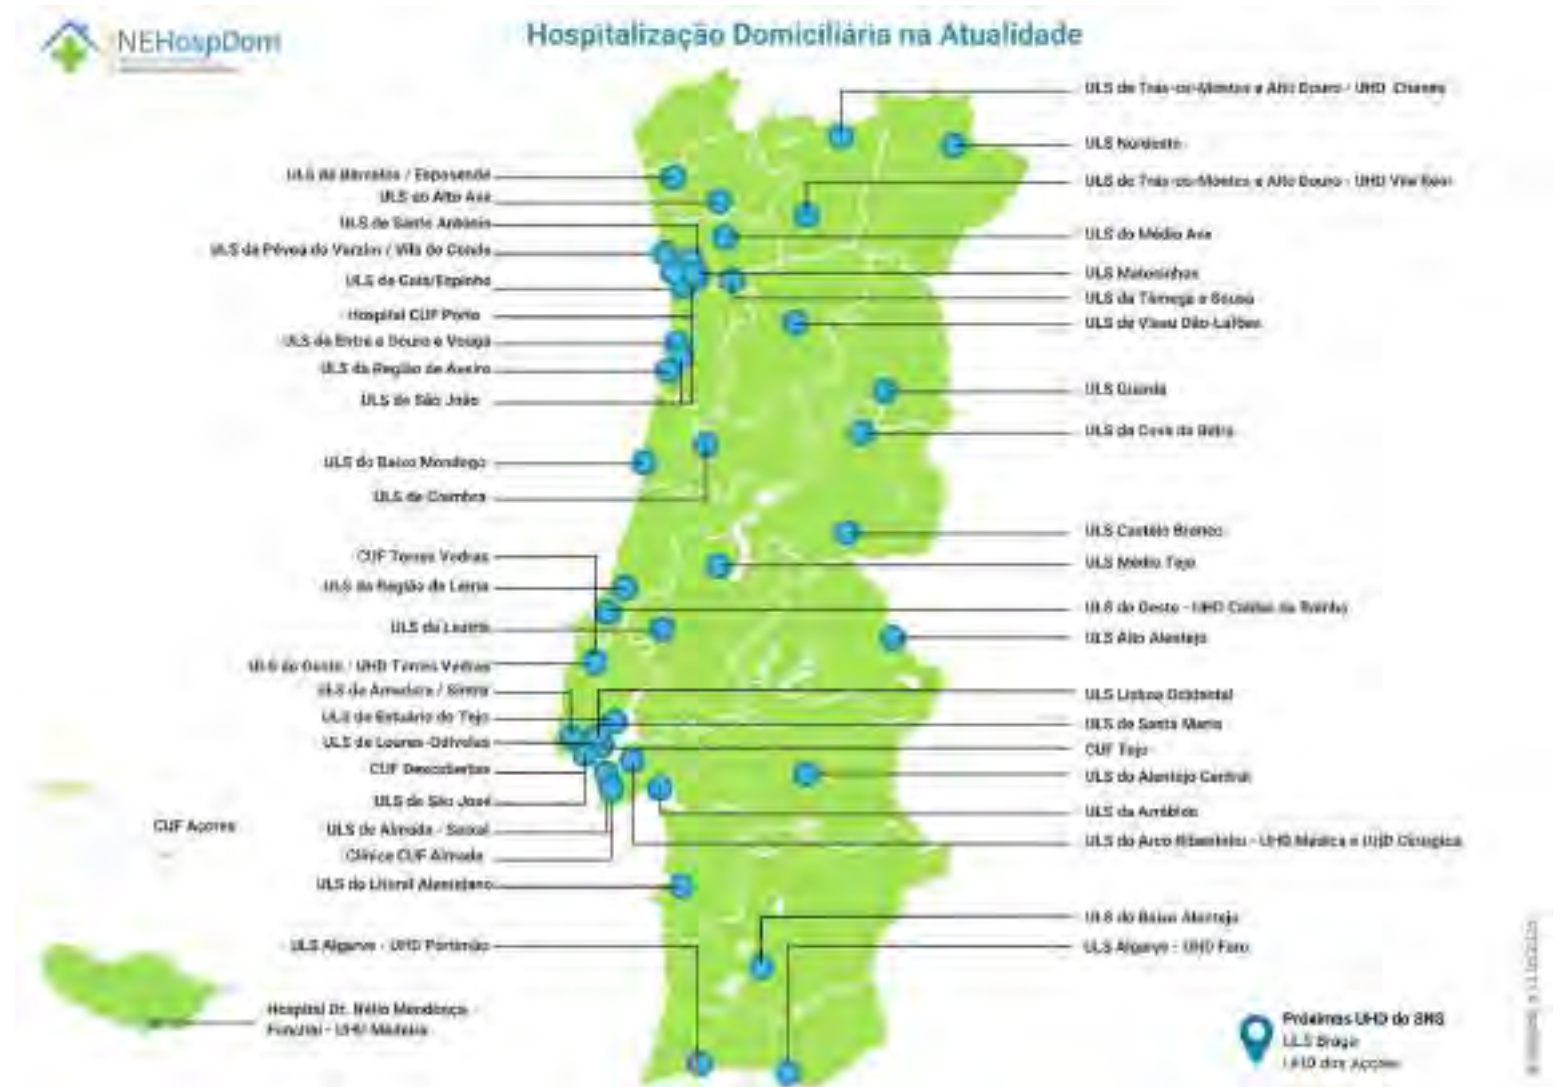 NEHospDom
Hospitalização Domiciliária na Atualidade
ULS de Barcelos / Esposende
ULS do Alto Ave
ULS de Santo António
ULS da Póvoa do Varzim / Vila do Conde
ULS de Gaia/Espinho
Hospital CUF Porto
ULS de Entre o Douro e Vouga
ULS da Região de Aveiro
ULS de São João
ULS do Baixo Mondego
ULS de Coimbra
CUF Torres Vedras
ULS da Região de Leiria
ULS da Lezíria
ULS do Oeste / UHD Torres Vedras
ULS da Amadora / Sintra
ULS de Estuário do Tejo
ULS de Loures-Odivelas
CUF Descobertas
ULS de São José
ULS de Almada - Seixal
Clínica CUF Almada
ULS do Litoral Alentejano
ULS Algarve - UHD Portimão
CUF Açores
Hospital Dr. Nélio Mendonça -
Funchal - UHD Madeira
ULS de Trás-os-Montes e Alto Douro - UHD Chaves
ULS Nordeste
ULS de Trás-os-Montes e Alto Douro - UHD Vila Real
ULS do Médio Ave
ULS Matosinhos
ULS da Tâmega e Sousa
ULS de Viseu Dão-Lafões
ULS Guarda
ULS da Cova da Beira
ULS Castelo Branco
ULS Médio Tejo
ULS do Oeste - UHD Caldas da Rainha
ULS Alto Alentejo
ULS Lisboa Ocidental
ULS de Santa Maria
CUF Tejo
ULS do Alentejo Central
ULS da Arrábida
ULS do Arco Ribeirinho - UHD Médica e UHD Cirúrgica
ULS do Baixo Alentejo
ULS Algarve - UHD Faro
Próximas UHD do SNS
ULS Braga
UHD dos Açores